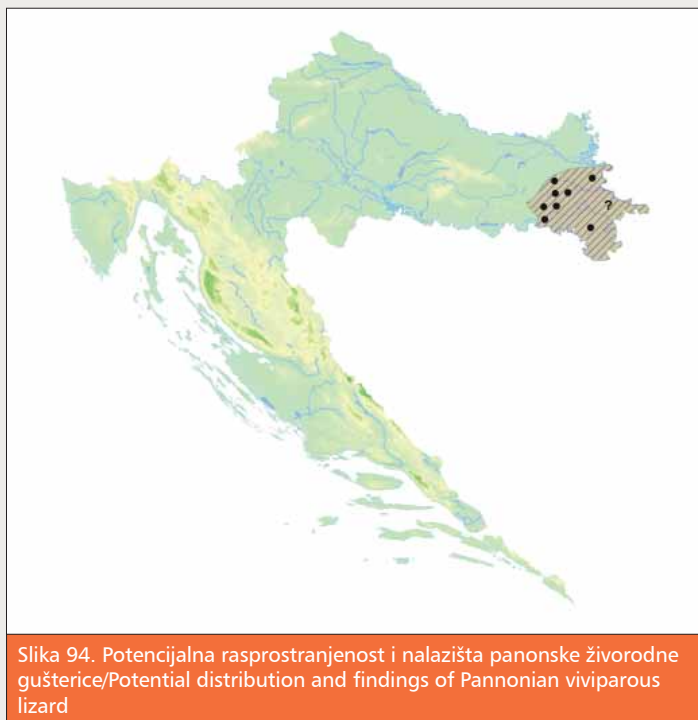 ?
Slika 94. Potencijalna rasprostranjenost i nalazišta panonske živorodne
gušterice/Potential distribution and findings of Pannonian viviparous
lizard